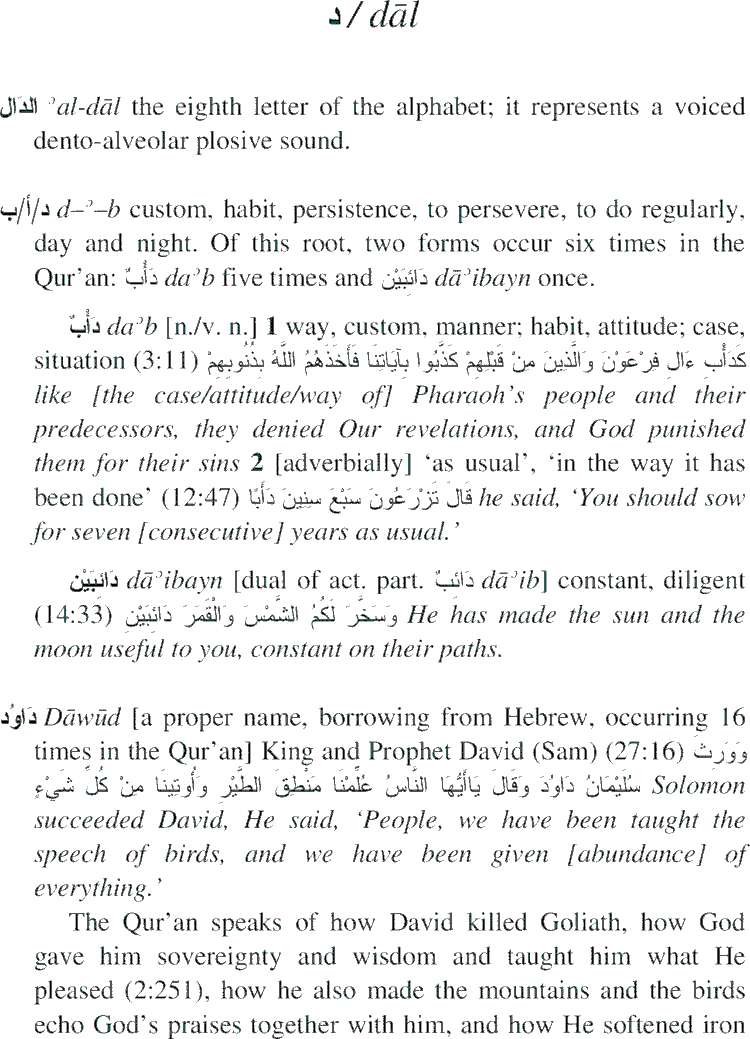 د / dāl
الدَال ʾal-dāl the eighth letter of the alphabet; it represents a voiced
dento-alveolar plosive sound.
د/أ/ب d–ʾ–b custom, habit, persistence, to persevere, to do regularly,
day and night. Of this root, two forms occur six times in the
Qur’an: دَأْبٌ daʾb five times and دَائِبَيْن dāʾibayn once.
دَأْبٌ daʾb [n./v. n.] 1 way, custom, manner; habit, attitude; case,
situation (3:11) كَدَأْبِ ءَالِ فِرْعَوْنَ وَالَّذِينَ مِنْ قَبْلِهِمْ كَذَّبُوا بِآيَاتِنَا فَأَخَذَهُمُ اللَّهُ بِذُنُوبِهِمْ
like [the case/attitude/way of] Pharaoh’s people and their
predecessors, they denied Our revelations, and God punished
them for their sins 2 [adverbially] ‘as usual’, ‘in the way it has
been done’ (12:47) قَالَ تَزْرَعُونَ سَبْعَ سِنِينَ دَأَبًا he said, ‘You should sow
for seven [consecutive] years as usual.’
دَائِبَيْن dāʾibayn [dual of act. part. دَائِبٌ dāʾib] constant, diligent
(14:33) وَسَخَّرَ لَكُمُ الشَّمْسَ وَالْقَمَرَ دَائِبَيْنِ He has made the sun and the
moon useful to you, constant on their paths.
دَاوُد Dāwūd [a proper name, borrowing from Hebrew, occurring 16
times in the Qur’an] King and Prophet David (Sam) (27:16) وَوَرِثَ
سُلَيْمَانُ دَاوُدَ وَقَالَ يَاأَيُّهَا النَّاسُ عُلِّمْنَا مَنْطِقَ الطَّيْرِ وَأُوتِينَا مِنْ كُلِّ شَيْءٍ Solomon
succeeded David, He said, ‘People, we have been taught the
speech of birds, and we have been given [abundance] of
everything.’
The Qur’an speaks of how David killed Goliath, how God
gave him sovereignty and wisdom and taught him what He
pleased (2:251), how he also made the mountains and the birds
echo God’s praises together with him, and how He softened iron